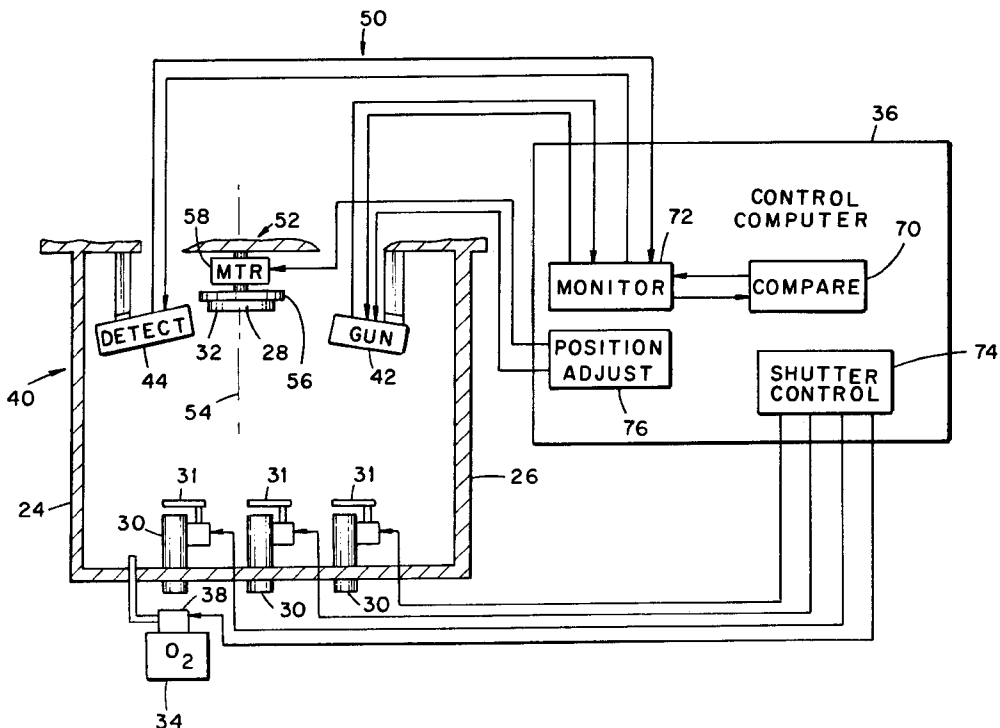 50
36
CONTROL
COMPUTER
72
70
52
58
MTR
MONITOR
COMPARE
DETECT
GUN
44
32
28
56
42
POSITION
ADJUST
76
74
SHUTTER
CONTROL
40
54
24
26
31
31
31
30
30
30
38
O2
34